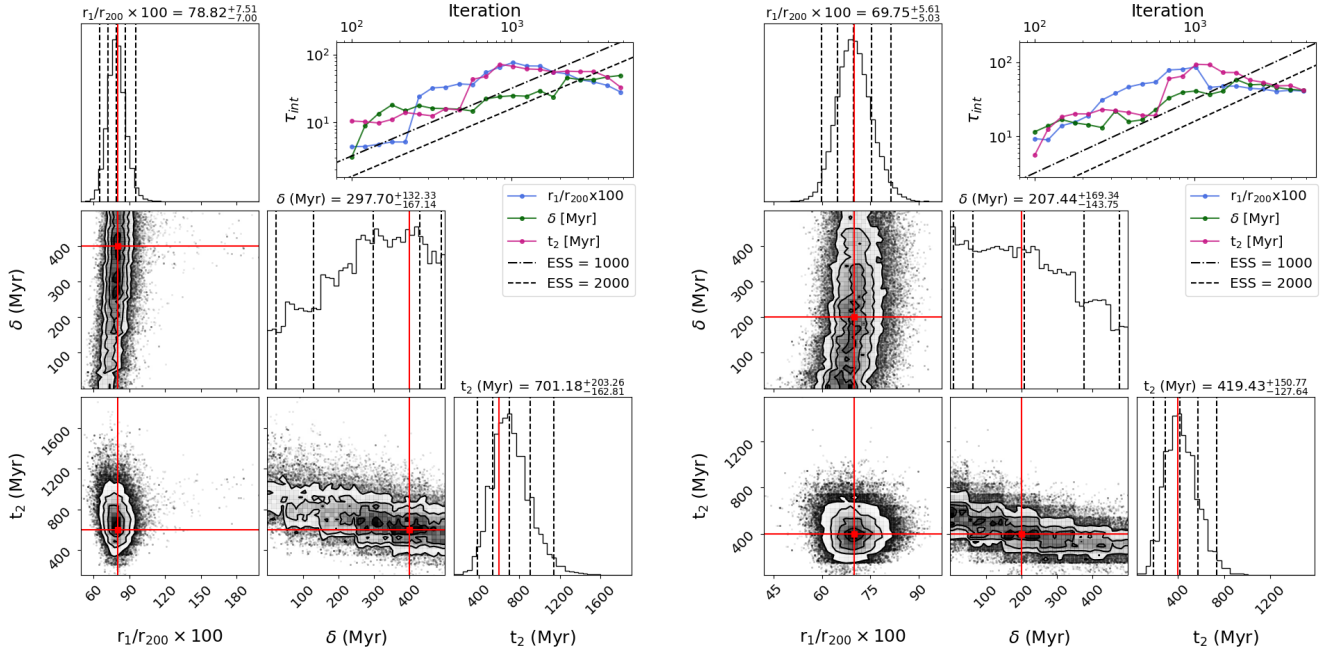 r₁/r₂₀₀ × 100 = 78.82⁺⁷·⁵¹₋₇.₀₀
Iteration
10² 10³
10²
10¹
τ_int
r₁/r₂₀₀x100
δ [Myr]
t₂ [Myr]
ESS = 1000
ESS = 2000
δ (Myr) = 297.70⁺¹³²·³³₋₁₆₇.₁₄
400
300
200
100
δ (Myr)
t₂ (Myr) = 701.18⁺²⁰³·²⁶₋₁₆₂.₈₁
1600
1200
800
400
t₂ (Myr)
60 90 120 150 180
100 200 300 400
400 800 1200 1600
r₁/r₂₀₀ × 100
δ (Myr)
t₂ (Myr)
r₁/r₂₀₀ × 100 = 69.75⁺⁵·⁶¹₋₅.₀₃
Iteration
10² 10³
10²
10¹
τ_int
r₁/r₂₀₀x100
δ [Myr]
t₂ [Myr]
ESS = 1000
ESS = 2000
δ (Myr) = 207.44⁺¹⁶⁹·³⁴₋₁₄₃.₇₅
400
300
200
100
δ (Myr)
t₂ (Myr) = 419.43⁺¹⁵⁰·⁷⁷₋₁₂₇.₆₄
1200
800
400
t₂ (Myr)
45 60 75 90
100 200 300 400
400 800 1200
r₁/r₂₀₀ × 100
δ (Myr)
t₂ (Myr)